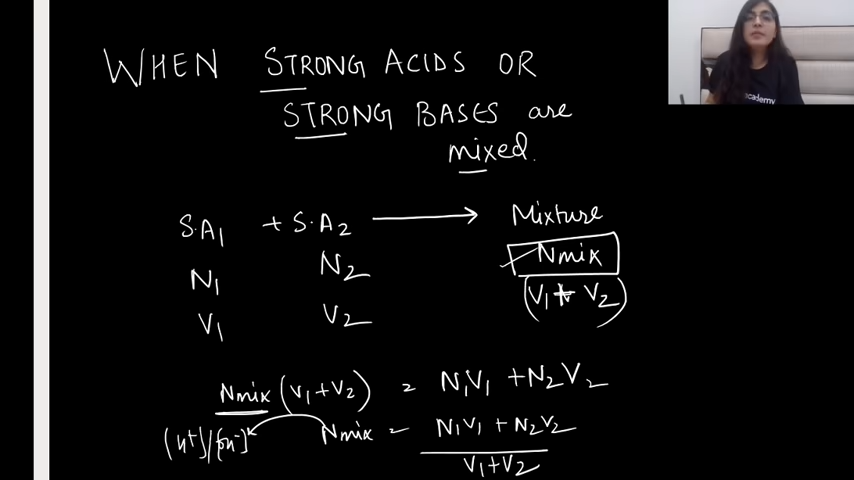 WHEN STRONG ACIDS OR
STRONG BASES are
mixed.
academy
S.A1 + S.A2 → Mixture
N1 N2 Nmix
V1 V2 (V1 + V2)
Nmix (V1+V2) = N1V1 + N2V2
[H+]/[OH-] Nmix = N1V1 + N2V2
V1+V2